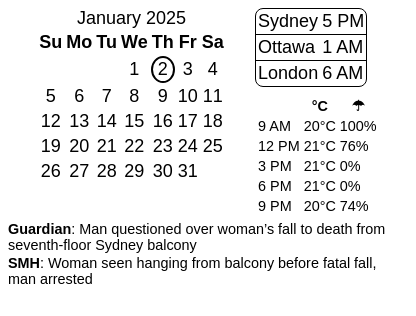 January 2025
Su Mo Tu We Th Fr Sa
1 2 3 4
5 6 7 8 9 10 11
12 13 14 15 16 17 18
19 20 21 22 23 24 25
26 27 28 29 30 31
Sydney 5 PM
Ottawa 1 AM
London 6 AM
°C ☂
9 AM 20°C 100%
12 PM 21°C 76%
3 PM 21°C 0%
6 PM 21°C 0%
9 PM 20°C 74%
Guardian: Man questioned over woman’s fall to death from
seventh-floor Sydney balcony
SMH: Woman seen hanging from balcony before fatal fall,
man arrested